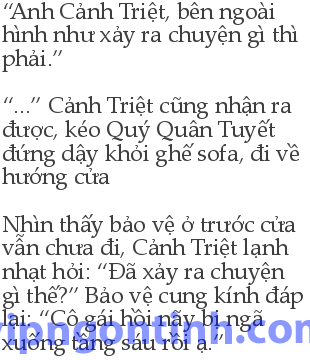 “Anh Cảnh Triệt, bên ngoài
hình như xảy ra chuyện gì thì
phải.”
“...” Cảnh Triệt cũng nhận ra
được, kéo Quý Quân Tuyết
đứng dậy khỏi ghế sofa, đi về
hướng cửa
Nhìn thấy bảo vệ ở trước cửa
vẫn chưa đi, Cảnh Triệt lạnh
nhạt hỏi: “Đã xảy ra chuyện
gì thế?” Bảo vệ cung kính đáp
lại: “Cô gái hồi nãy bị ngã
xuống tầng sáu rồi ạ.”
vipngontinh.com